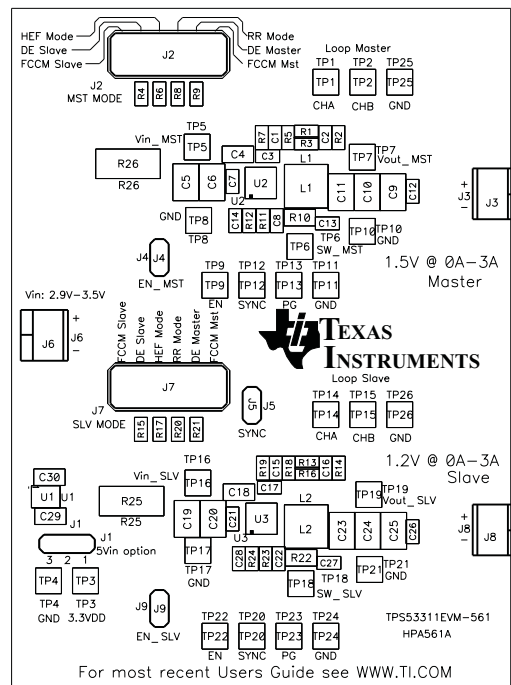 HEF Mode
DE Slave
FCCM Slave
J2
RR Mode
DE Master
FCCM Mst
J2
MST MODE
R4
R6
R8
R9
Loop Master
TP1 TP2 TP25
TP1 TP2 TP25
CHA CHB GND
Vin_MST
TP5
TP5
R26
R26
C4
R7
C1
R5
R1
R3
C2
R2
C3
L1
TP7
TP7
Vout_MST
C5
C6
C7
U2
U2
L1
C11
C10
C9
C12
+
J3
-
J3
GND
TP8
TP8
C14
R12
R11
C8
R10
C13
TP6
TP6
SW_MST
TP10
TP10
GND
J4
J4
EN_MST
TP9 TP12 TP13 TP11
TP9 TP12 TP13 TP11
EN SYNC PG GND
1.5V @ 0A-3A
Master
Vin: 2.9V-3.5V
J6
+
J6
-
FCCM Slave
DE Slave
HEF Mode
RR Mode
DE Master
FCCM Mst
TEXAS
INSTRUMENTS
J7
J7
SLV MODE
R15
R17
R20
R21
J5
J5
SYNC
Loop Slave
TP14 TP15 TP26
TP14 TP15 TP26
CHA CHB GND
1.2V @ 0A-3A
Slave
Vin_SLV
TP16
TP16
R25
R25
C18
R19
C15
R18
R13
R16
C16
R14
C17
L2
TP19
TP19
Vout_SLV
C30
U1
U1
C29
C19
C20
C21
U3
U3
L2
C23
C24
C25
C26
+
J8
-
J8
J1
J1
5Vin option
3 2 1
TP4 TP3
TP4 TP3
GND 3.3VDD
TP17
TP17
GND
C28
R24
R23
C22
R22
C27
TP18
TP18
SW_SLV
TP21
TP21
GND
J9
J9
EN_SLV
TP22 TP20 TP23 TP24
TP22 TP20 TP23 TP24
EN SYNC PG GND
TPS53311EVM-561
HPA561A
For most recent Users Guide see WWW.TI.COM